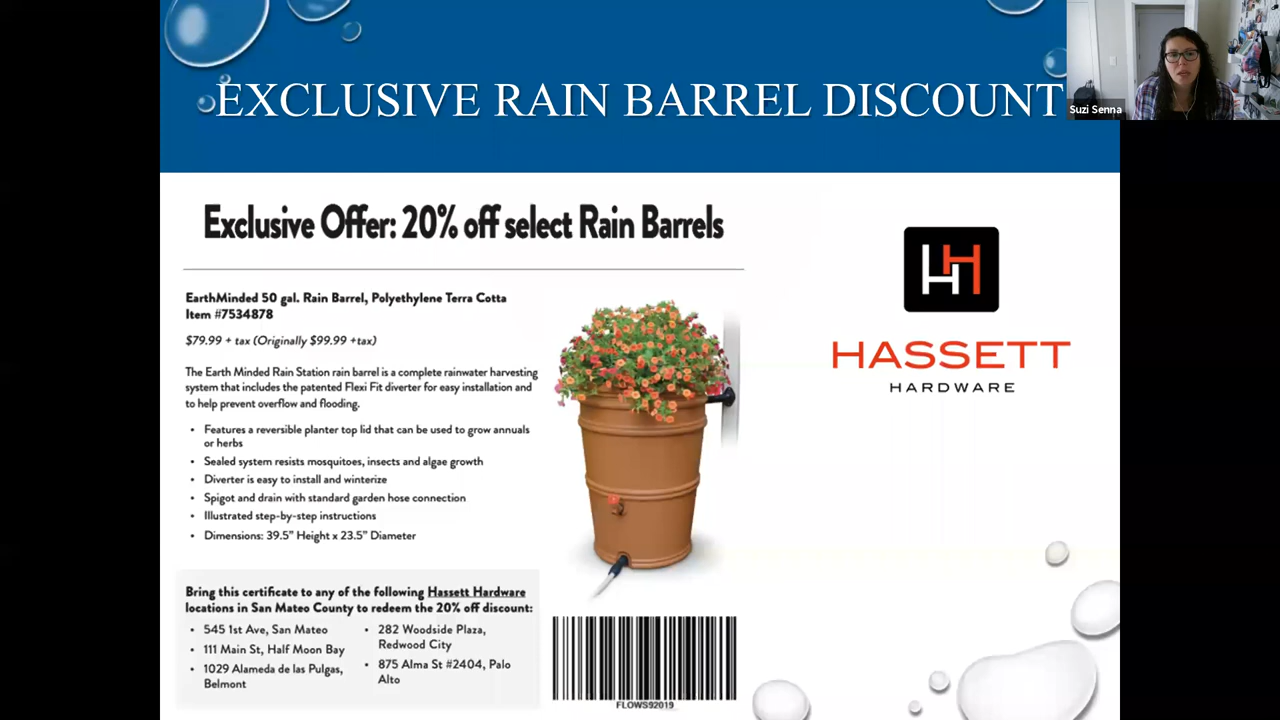 EXCLUSIVE RAIN BARREL DISCOUNT
Suzi Senna
Exclusive Offer: 20% off select Rain Barrels
EarthMinded 50 gal. Rain Barrel, Polyethylene Terra Cotta
Item #7534878
$79.99 + tax (Originally $99.99 +tax)
The Earth Minded Rain Station rain barrel is a complete rainwater harvesting
system that includes the patented Flexi Fit diverter for easy installation and
to help prevent overflow and flooding.
• Features a reversible planter top lid that can be used to grow annuals
or herbs
• Sealed system resists mosquitoes, insects and algae growth
• Diverter is easy to install and winterize
• Spigot and drain with standard garden hose connection
• Illustrated step-by-step instructions
• Dimensions: 39.5” Height x 23.5” Diameter
Bring this certificate to any of the following Hassett Hardware
locations in San Mateo County to redeem the 20% off discount:
• 545 1st Ave, San Mateo
• 111 Main St, Half Moon Bay
• 1029 Alameda de las Pulgas,
Belmont
• 282 Woodside Plaza,
Redwood City
• 875 Alma St #2404, Palo
Alto
FLOWS92019
HH
HASSETT
HARDWARE